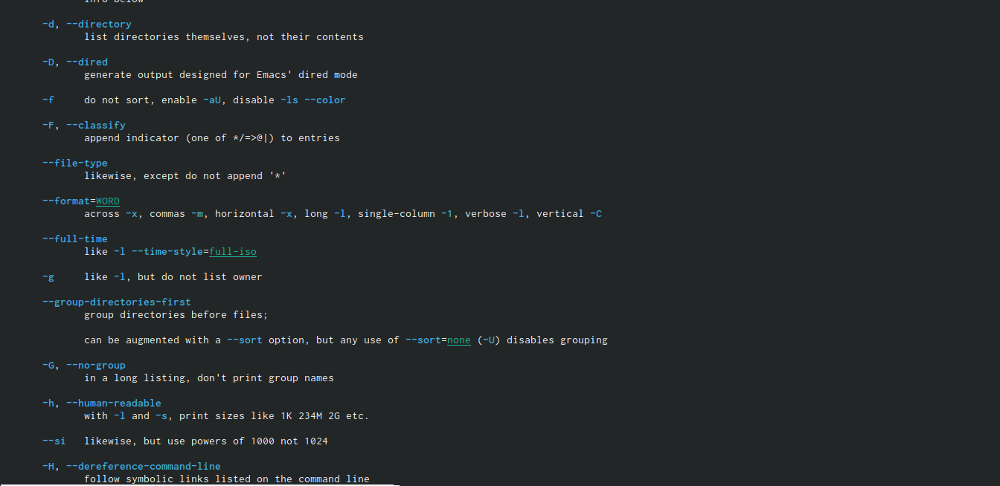 info below
-d, --directory
list directories themselves, not their contents
-D, --dired
generate output designed for Emacs' dired mode
-f do not sort, enable -aU, disable -ls --color
-F, --classify
append indicator (one of */=>@|) to entries
--file-type
likewise, except do not append '*'
--format=WORD
across -x, commas -m, horizontal -x, long -l, single-column -1, verbose -l, vertical -C
--full-time
like -l --time-style=full-iso
-g like -l, but do not list owner
--group-directories-first
group directories before files;
can be augmented with a --sort option, but any use of --sort=none (-U) disables grouping
-G, --no-group
in a long listing, don't print group names
-h, --human-readable
with -l and -s, print sizes like 1K 234M 2G etc.
--si likewise, but use powers of 1000 not 1024
-H, --dereference-command-line
follow symbolic links listed on the command line